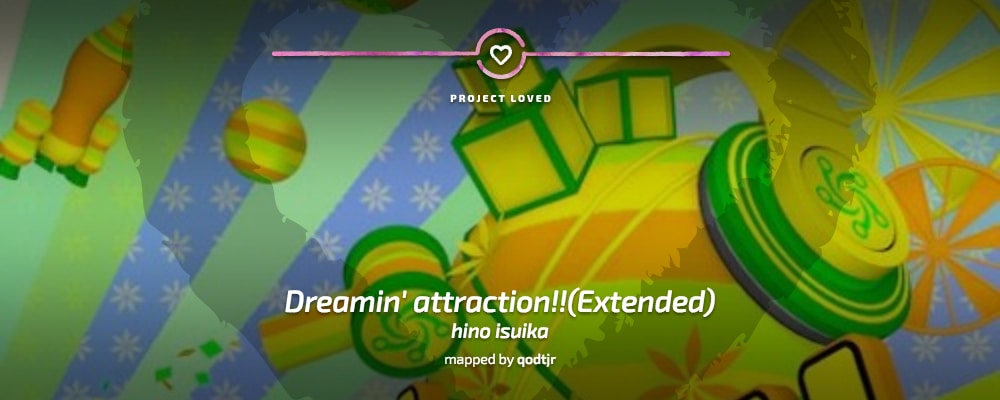 PROJECT LOVED
Dreamin' attraction!!(Extended)
hino isuika
mapped by qodtjr